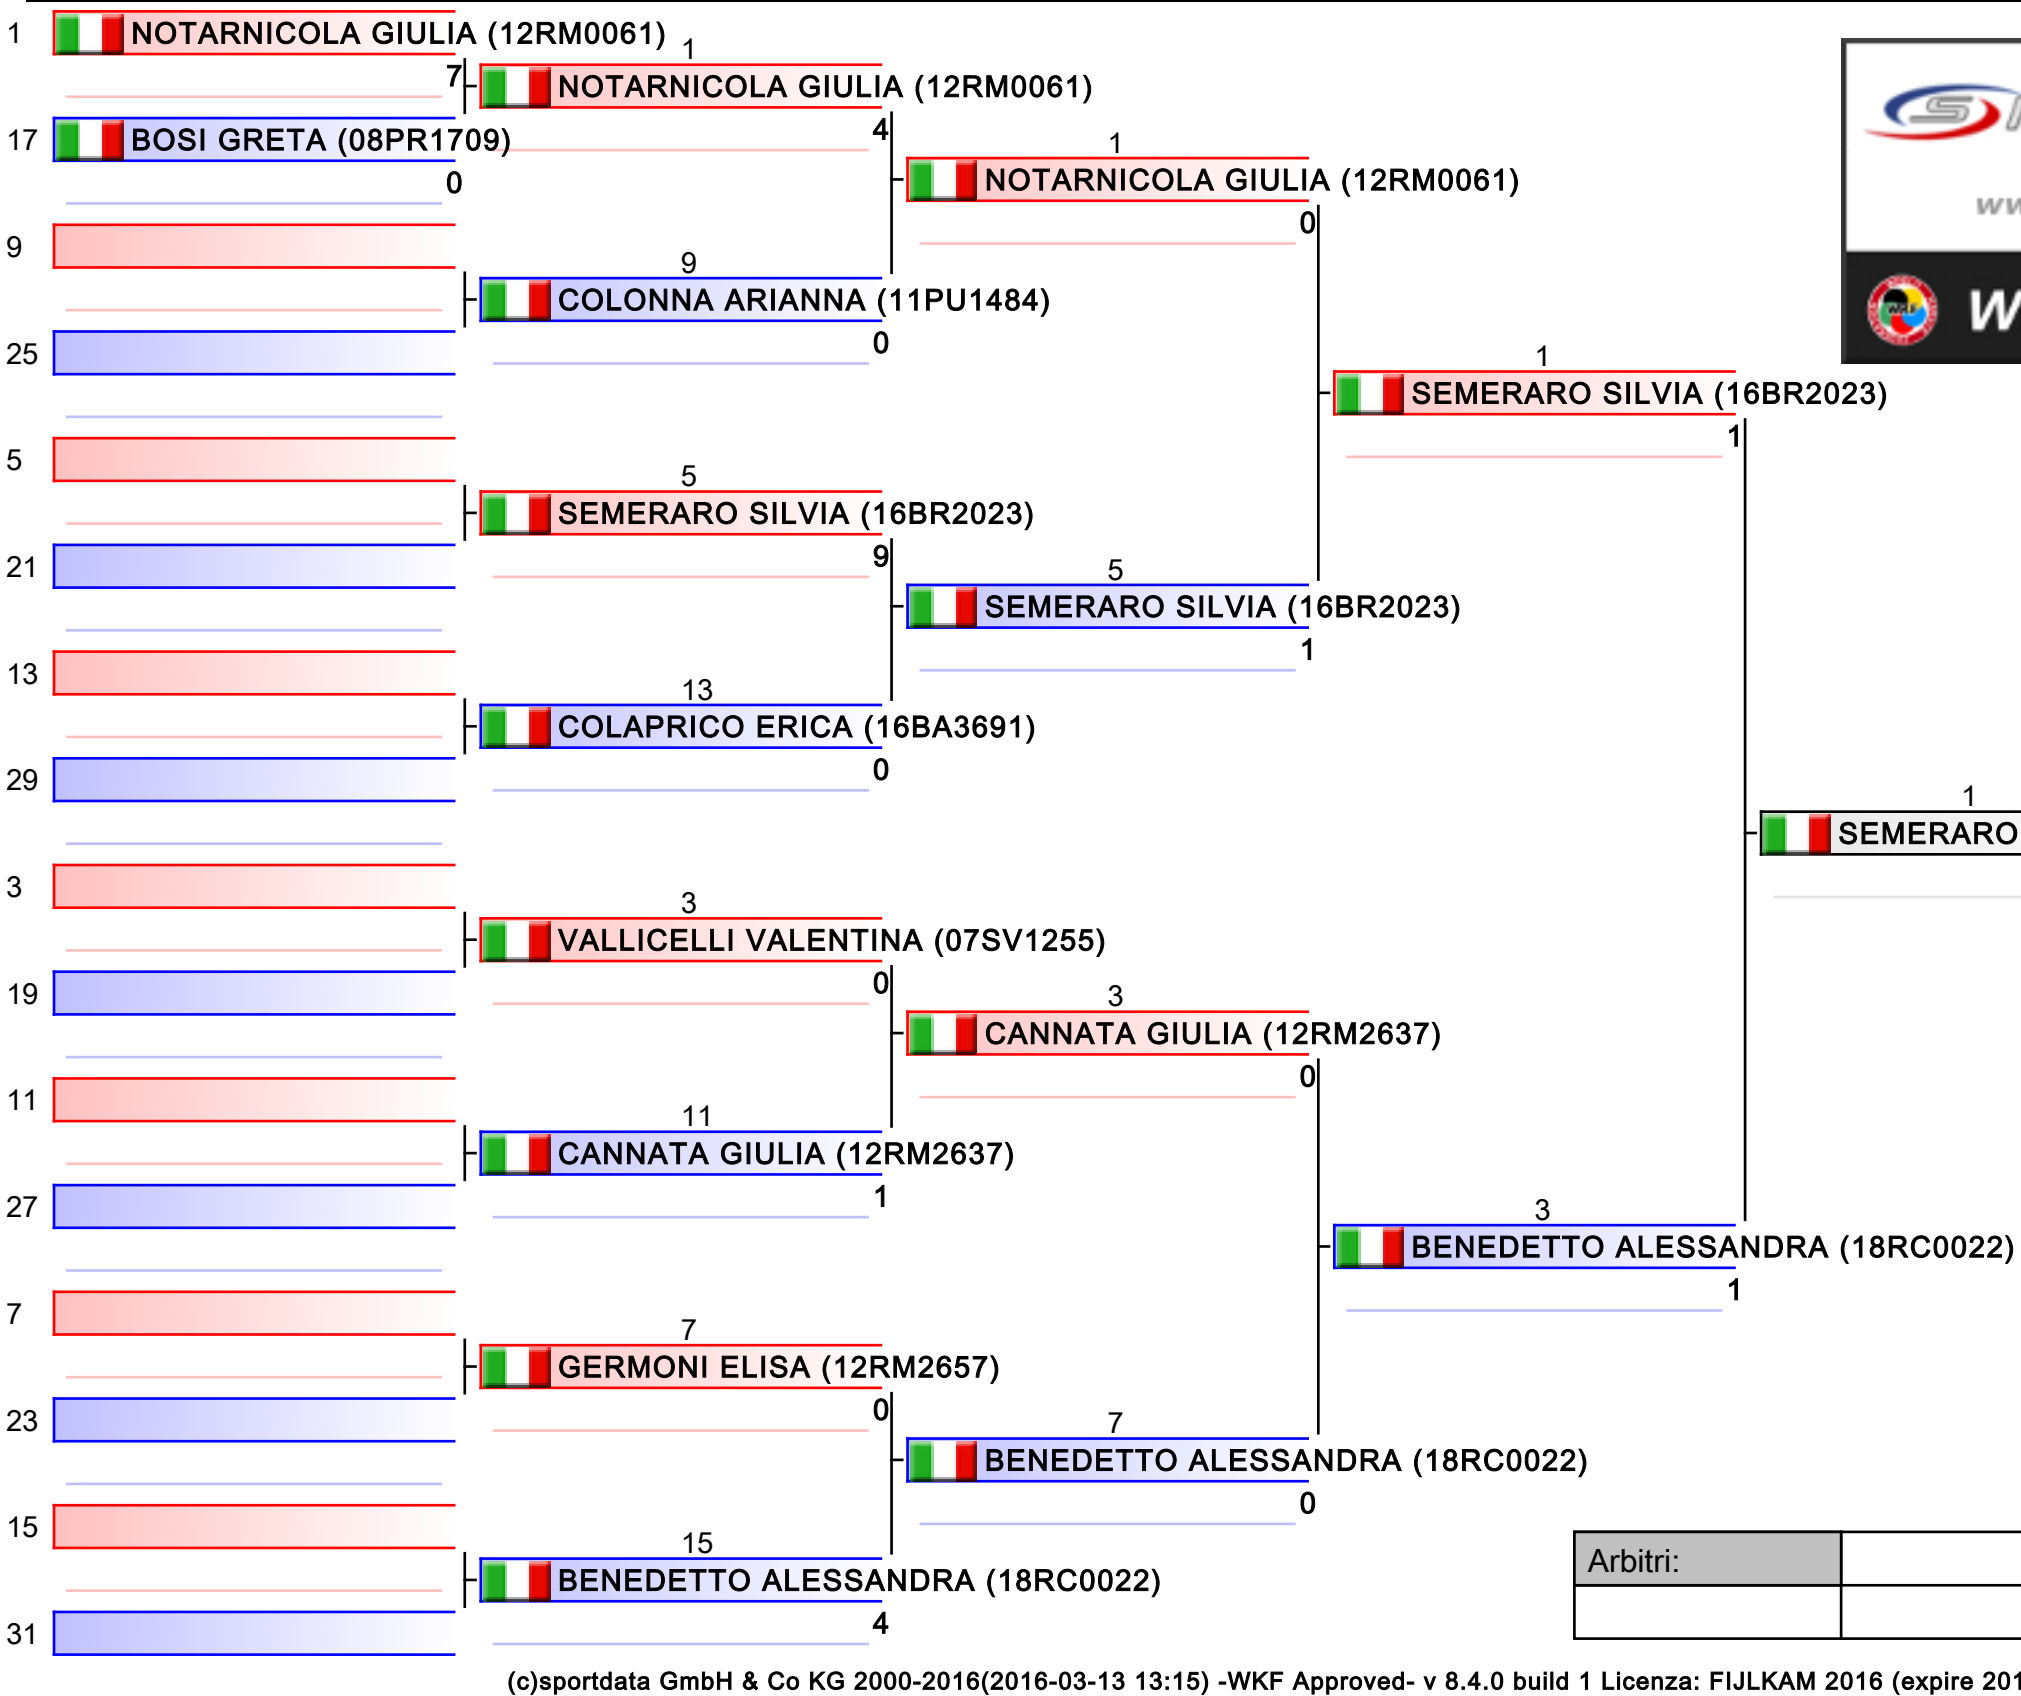 1 NOTARNICOLA GIULIA (12RM0061)
7
1
NOTARNICOLA GIULIA (12RM0061)
17 BOSI GRETA (08PR1709)
0
4
1
NOTARNICOLA GIULIA (12RM0061)
0
9
9
COLONNA ARIANNA (11PU1484)
0
25
1
SEMERARO SILVIA (16BR2023)
1
5
5
SEMERARO SILVIA (16BR2023)
9
21
5
SEMERARO SILVIA (16BR2023)
1
13
13
COLAPRICO ERICA (16BA3691)
0
29
1
SEMERARO
3
3
VALLICELLI VALENTINA (07SV1255)
0
19
3
CANNATA GIULIA (12RM2637)
0
11
11
CANNATA GIULIA (12RM2637)
1
27
3
BENEDETTO ALESSANDRA (18RC0022)
1
7
7
GERMONI ELISA (12RM2657)
0
23
7
BENEDETTO ALESSANDRA (18RC0022)
0
15
15
BENEDETTO ALESSANDRA (18RC0022)
4
31
Arbitri:
(c)sportdata GmbH & Co KG 2000-2016(2016-03-13 13:15) -WKF Approved- v 8.4.0 build 1 Licenza: FIJLKAM 2016 (expire 201